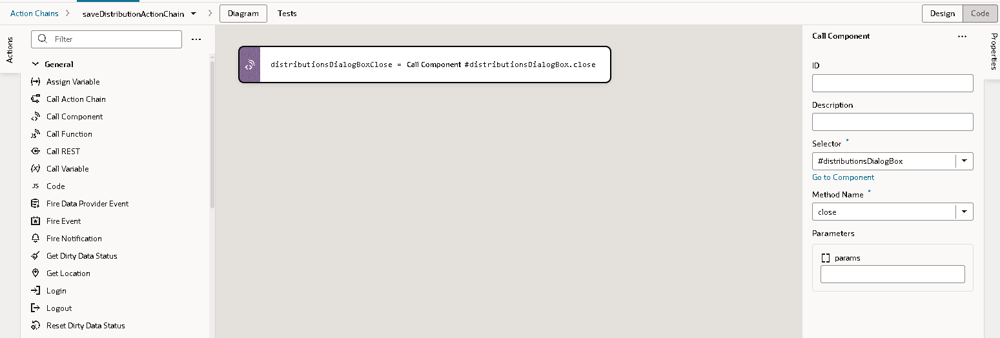 Action Chains
saveDistributionActionChain
Diagram
Tests
Design
Code
Actions
Filter
General
Assign Variable
Call Action Chain
Call Component
Call Function
Call REST
Call Variable
JS Code
Fire Data Provider Event
Fire Event
Fire Notification
Get Dirty Data Status
Get Location
Login
Logout
Reset Dirty Data Status
distributionsDialogBoxClose = Call Component #distributionsDialogBox.close
Call Component
ID
Description
Selector *
#distributionsDialogBox
Go to Component
Method Name *
close
Parameters
[ ] params
Properties